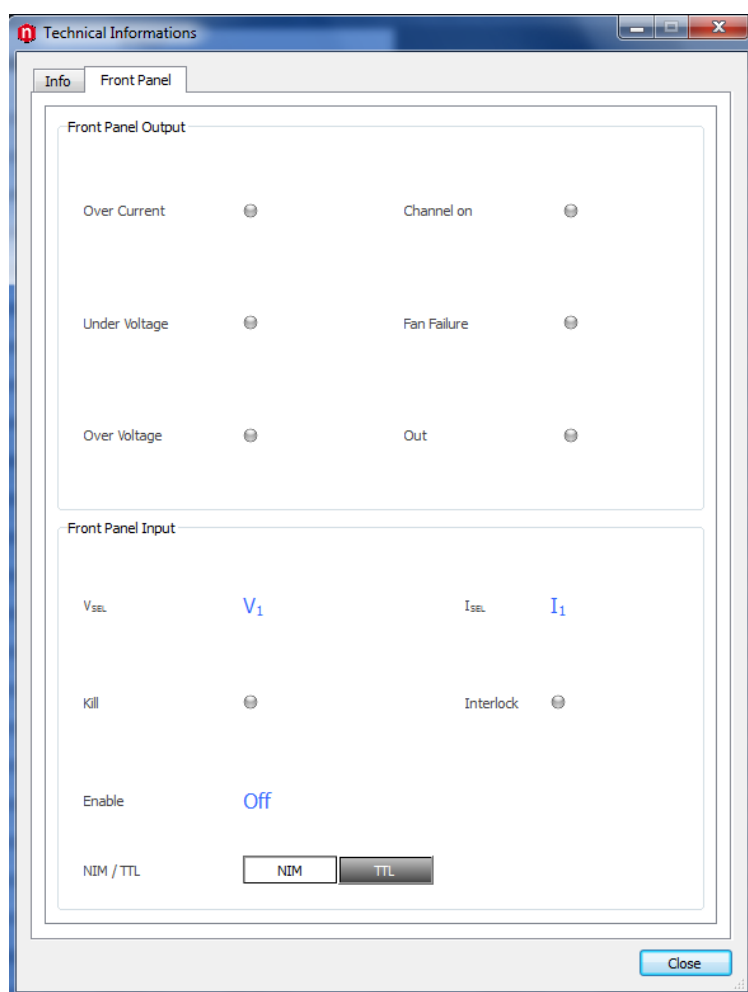 Technical Informations
Info Front Panel
Front Panel Output
Over Current Channel on
Under Voltage Fan Failure
Over Voltage Out
Front Panel Input
VSEL V1 ISEL I1
Kill Interlock
Enable Off
NIM / TTL NIM TTL
Close